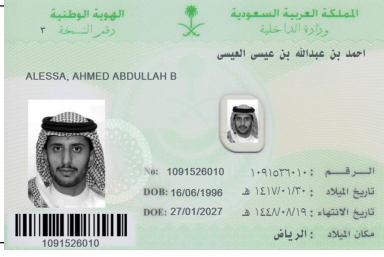 المملكة العربية السعودية
وزارة الداخلية
الهوية الوطنية
رقم النسخة ٣
احمد بن عبدالله بن عيسى العيسى
ALESSA, AHMED ABDULLAH B
الـرقـــم : ١٠٩١٥٢٦٠١٠
No: 1091526010
تاريخ الميلاد : ١٤١٧/٠١/٣٠ هـ
DOB: 16/06/1996
تاريخ الانتهاء : ١٤٤٨/٠٨/١٩ هـ
DOE: 27/01/2027
مكان الميلاد : الرياض
1091526010